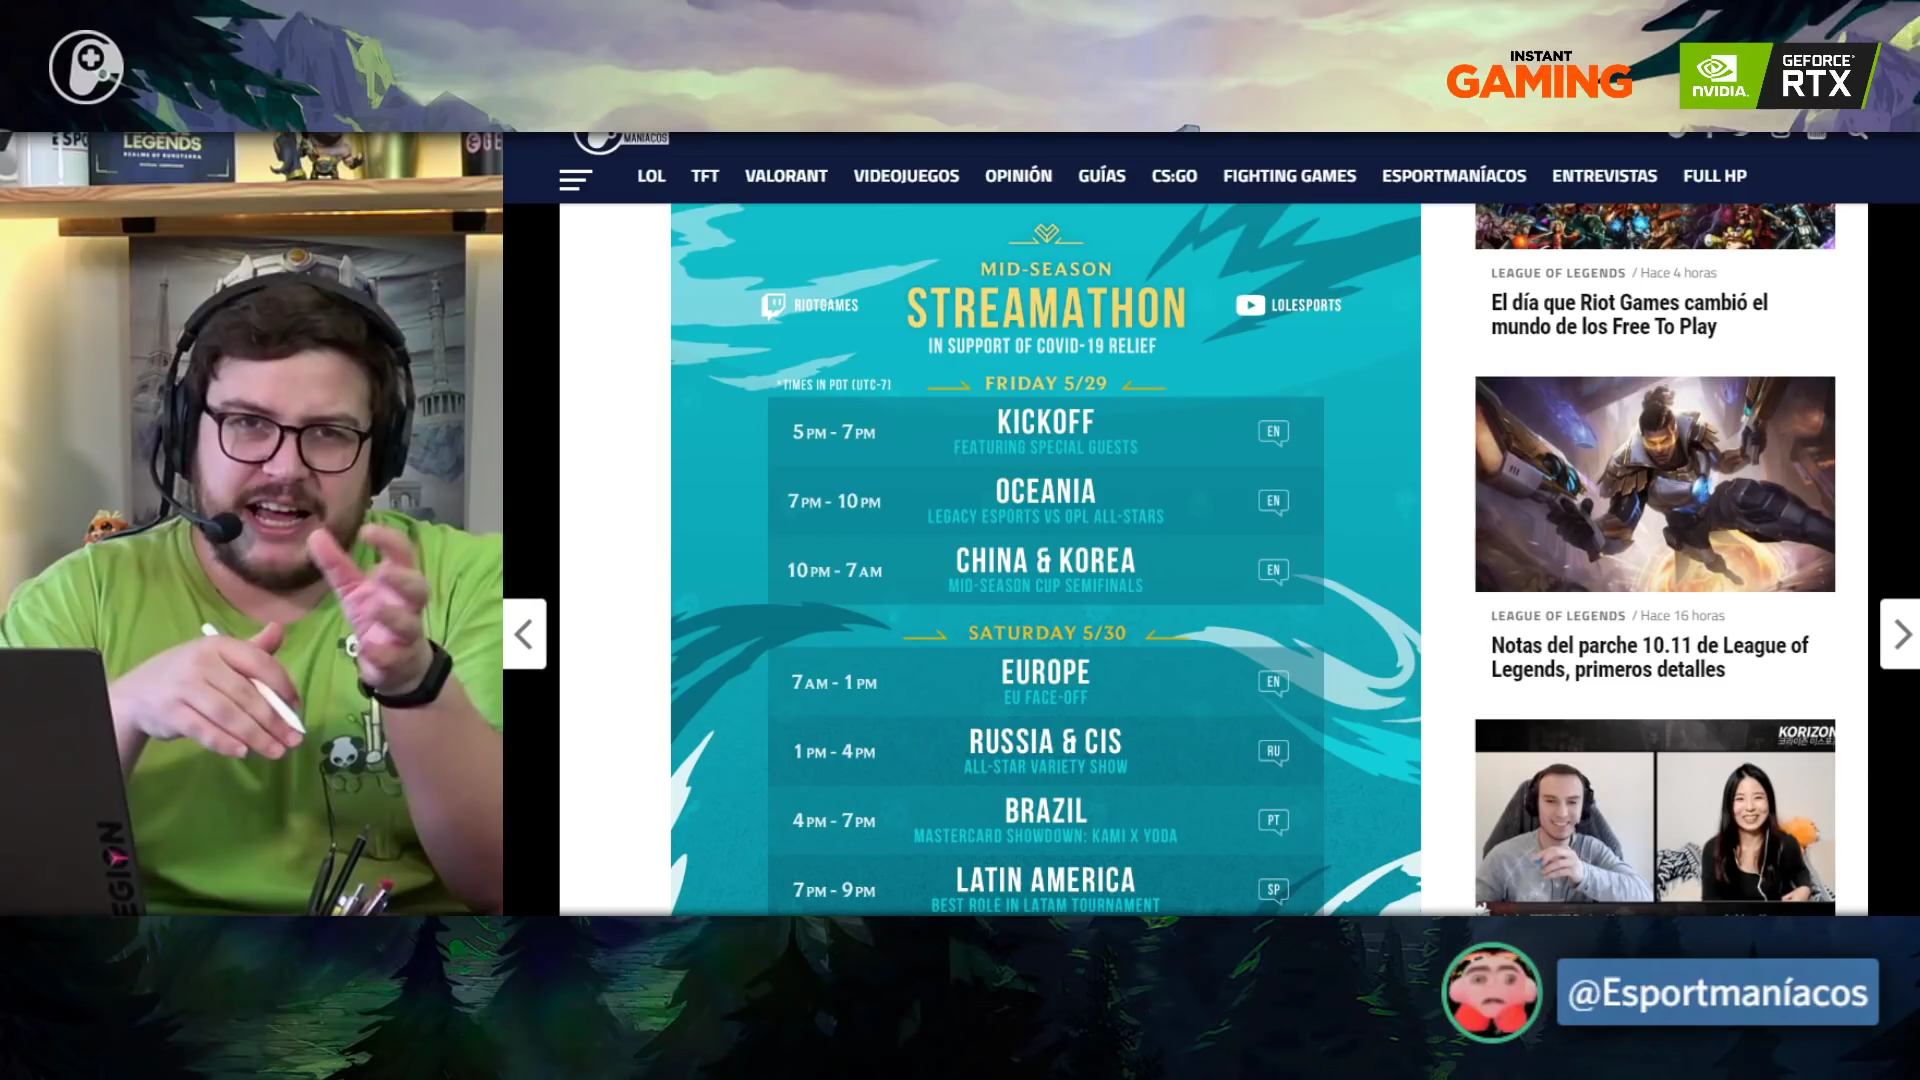 INSTANT
GAMING
NVIDIA.
GEFORCE
RTX
LEGENDS
MANIACOS
LOL TFT VALORANT VIDEOJUEGOS OPINIÓN GUÍAS CS:GO FIGHTING GAMES ESPORTMANÍACOS ENTREVISTAS FULL HP
MID-SEASON
RIOTGAMES
STREAMATHON
LOLESPORTS
IN SUPPORT OF COVID-19 RELIEF
*TIMES IN PDT (UTC-7)
FRIDAY 5/29
5PM - 7PM
KICKOFF
FEATURING SPECIAL GUESTS
EN
7PM - 10PM
OCEANIA
LEGACY ESPORTS VS OPL ALL-STARS
EN
10PM - 7AM
CHINA & KOREA
MID-SEASON CUP SEMIFINALS
EN
SATURDAY 5/30
7AM - 1PM
EUROPE
EU FACE-OFF
EN
1PM - 4PM
RUSSIA & CIS
ALL-STAR VARIETY SHOW
RU
4PM - 7PM
BRAZIL
MASTERCARD SHOWDOWN: KAMI X YODA
PT
7PM - 9PM
LATIN AMERICA
BEST ROLE IN LATAM TOURNAMENT
SP
LEAGUE OF LEGENDS / Hace 4 horas
El día que Riot Games cambió el
mundo de los Free To Play
LEAGUE OF LEGENDS / Hace 16 horas
Notas del parche 10.11 de League of
Legends, primeros detalles
KORIZON
EGION
@Esportmaníacos